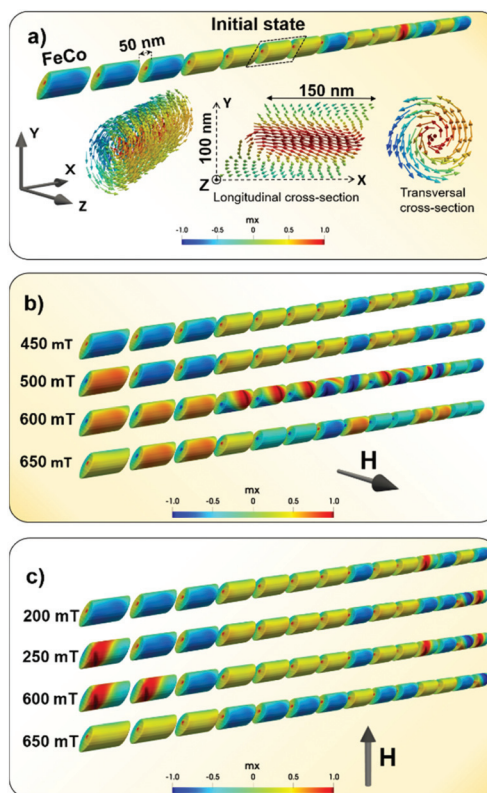 Initial state
a)
FeCo
50 nm
150 nm
Y
100 nm
Y
X
Z
Z
X
Longitudinal cross-section
Transversal
cross-section
mx
-1.0 -0.5 0.0 0.5 1.0
b)
450 mT
500 mT
600 mT
650 mT
H
mx
-1.0 -0.5 0.0 0.5 1.0
c)
200 mT
250 mT
600 mT
650 mT
H
mx
-1.0 -0.5 0.0 0.5 1.0